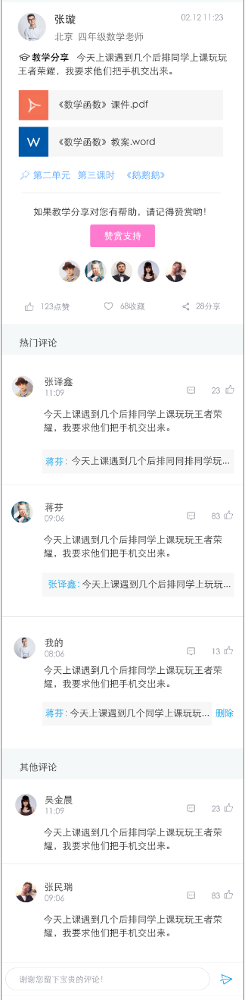 张璇
02.12 11:23
北京 四年级数学老师
教学分享 今天上课遇到几个后排同学上课玩玩
王者荣耀，我要求他们把手机交出来。
《数学函数》课件.pdf
W
《数学函数》教案.word
第二单元 第三课时 《鹅鹅鹅》
如果教学分享对您有帮助，请记得赞赏哟！
赞赏支持
123点赞
68收藏
28分享
热门评论
张译鑫
11:09
23
今天上课遇到几个后排同学上课玩玩王者荣
耀，我要求他们把手机交出来。
蒋芬：今天上课遇到几个后排同同排同学玩...
蒋芬
09:06
83
今天上课遇到几个后排同学上课玩玩王者荣
耀，我要求他们把手机交出来。
张译鑫：今天上课遇到几个后排同学上玩玩...
我的
08:06
13
今天上课遇到几个后排同学上课玩玩王者荣
耀，我要求他们把手机交出来。
蒋芬：今天上课遇到几个同学上课玩玩...
删除
其他评论
吴金晨
11:09
23
今天上课遇到几个后排同学上课玩玩王者荣
耀，我要求他们把手机交出来。
张民瑞
09:06
83
今天上课遇到几个后排同学上课玩玩王者荣
耀，我要求他们把手机交出来。
谢谢您留下宝贵的评论！